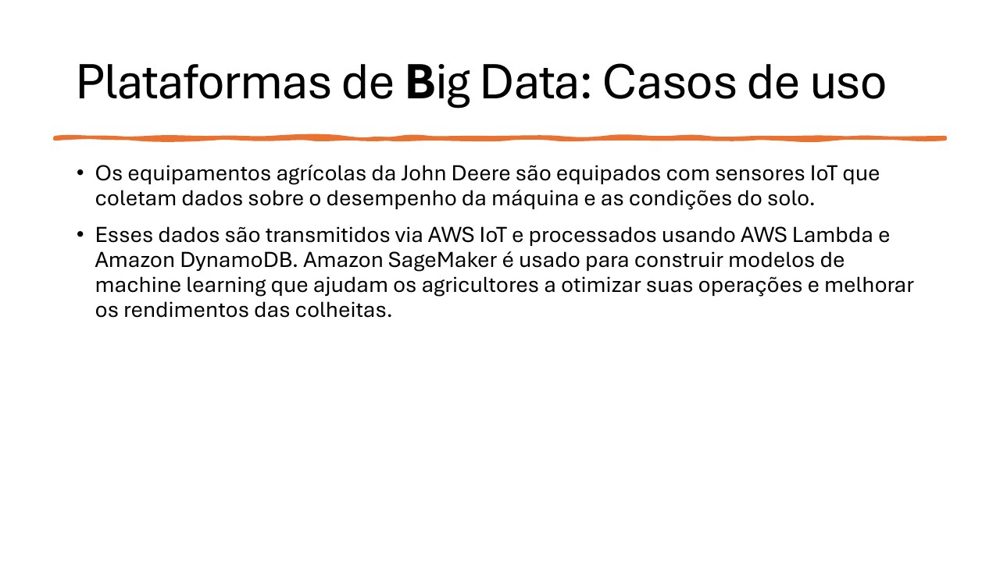 Plataformas de Big Data: Casos de uso
• Os equipamentos agrícolas da John Deere são equipados com sensores IoT que
coletam dados sobre o desempenho da máquina e as condições do solo.
• Esses dados são transmitidos via AWS IoT e processados usando AWS Lambda e
Amazon DynamoDB. Amazon SageMaker é usado para construir modelos de
machine learning que ajudam os agricultores a otimizar suas operações e melhorar
os rendimentos das colheitas.